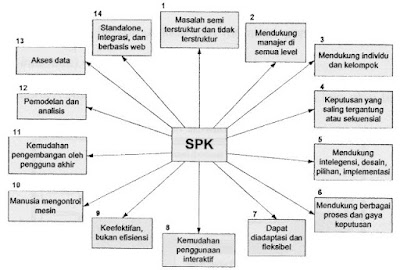 1
Masalah semi
terstruktur dan tidak
terstruktur
2
Mendukung
manajer di
semua level
3
Mendukung individu
dan kelompok
4
Keputusan yang
saling tergantung
atau sekuensial
5
Mendukung
intelegensi, desain,
pilihan, implementasi
6
Mendukung berbagai
proses dan gaya
keputusan
7
Dapat
diadaptasi dan
fleksibel
8
Kemudahan
penggunaan
interaktif
9
Keefektifan,
bukan efisiensi
10
Manusia mengontrol
mesin
11
Kemudahan
pengembangan oleh
pengguna akhir
12
Pemodelan dan
analisis
13
Akses data
14
Standalone,
integrasi, dan
berbasis web
SPK